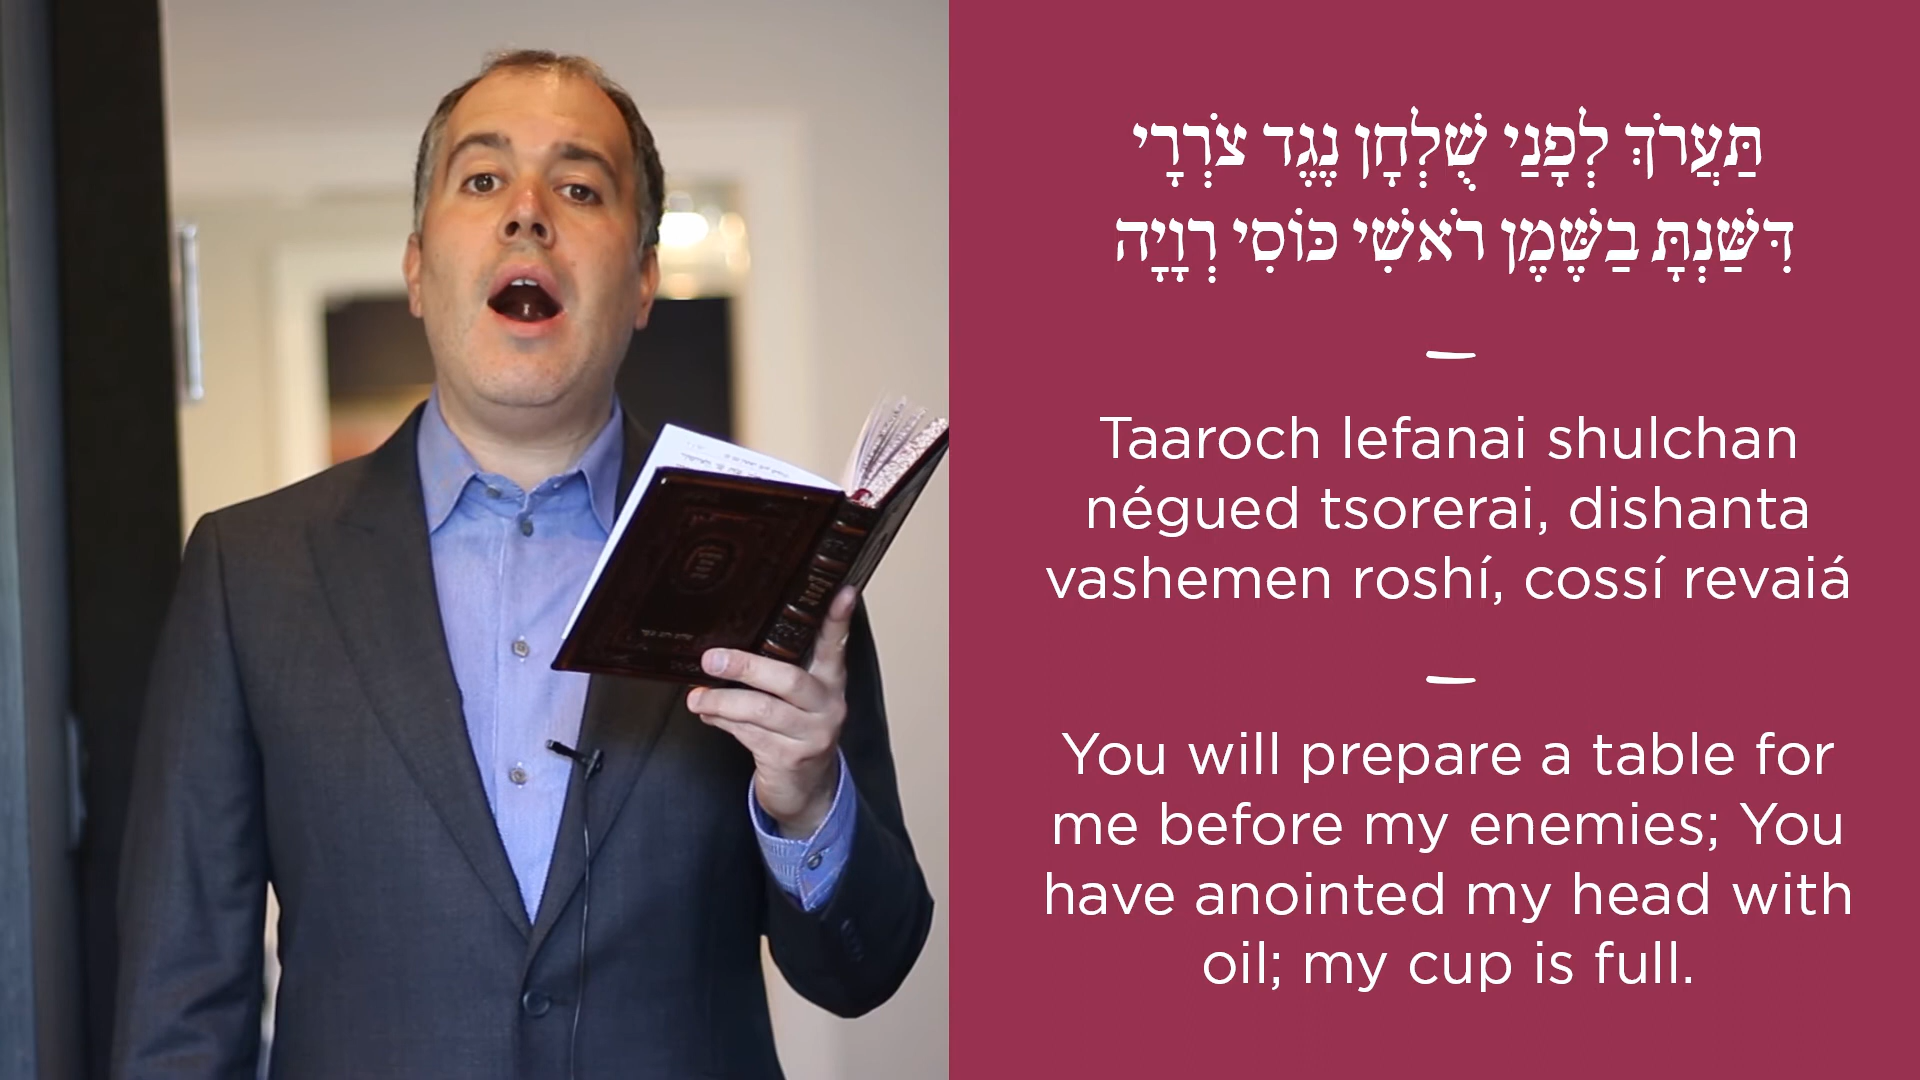 תַּעֲרֹךְ לְפָנַי שֻׁלְחָן נֶגֶד צֹרְרָי
דִּשַּׁנְתָּ בַשֶּׁמֶן רֹאשִׁי כּוֹסִי רְוָיָה
Taaroch lefanai shulchan
négued tsorerai, dishanta
vashemen roshí, cossí revaiá
You will prepare a table for
me before my enemies; You
have anointed my head with
oil; my cup is full.